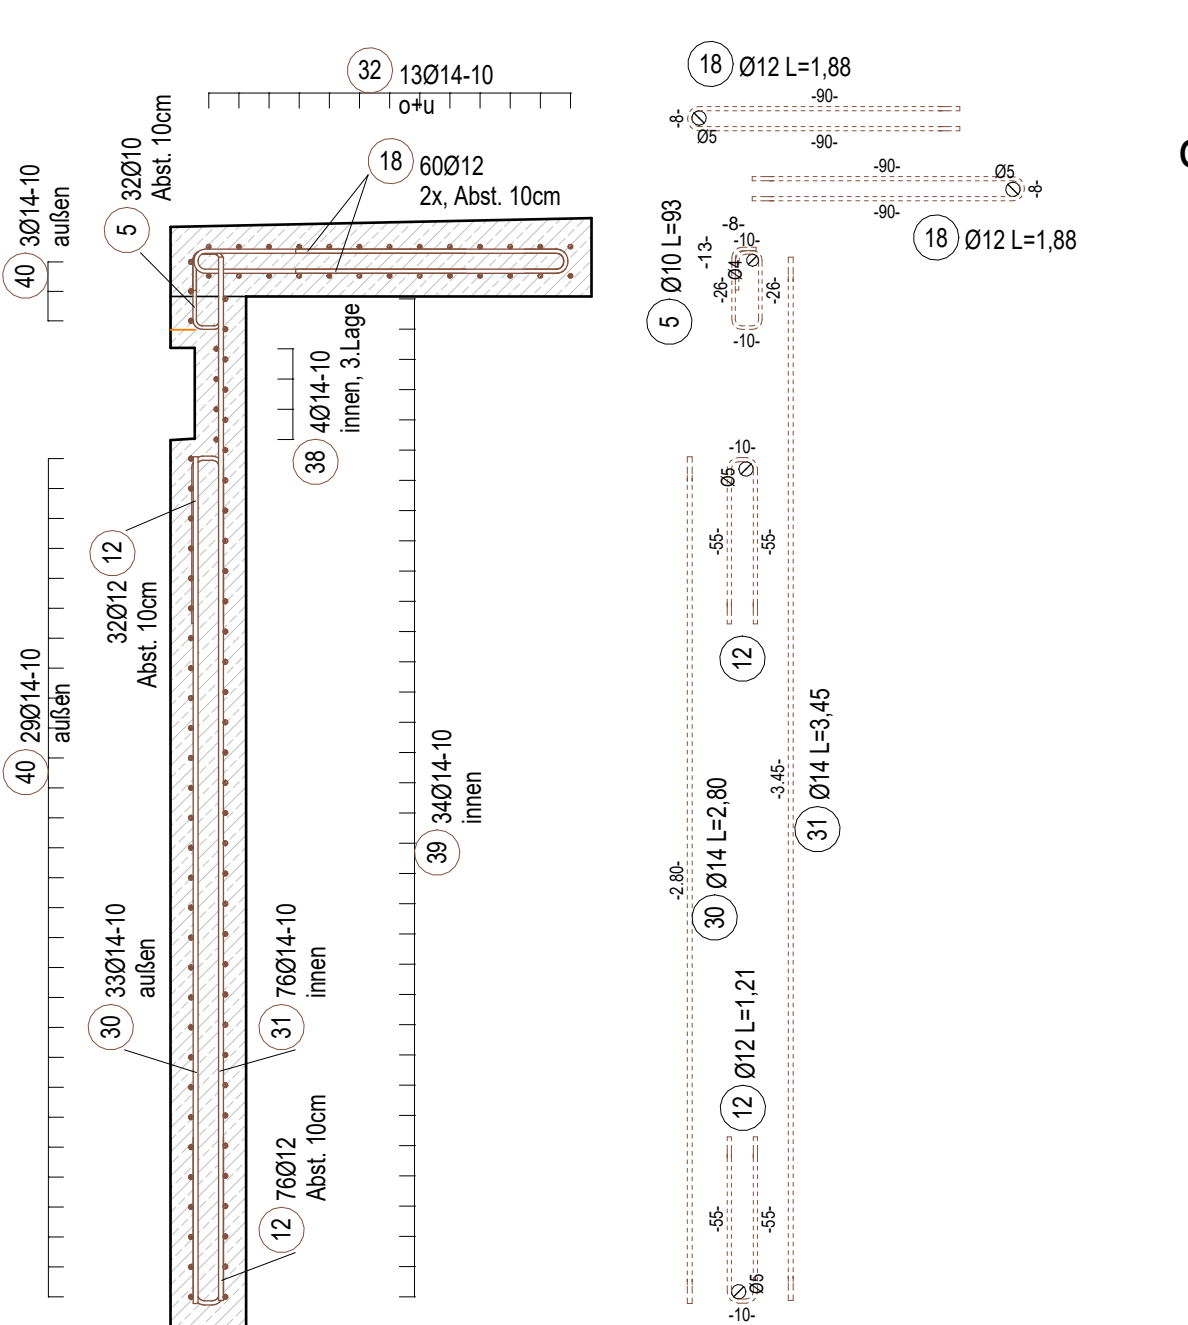 32 13Ø14-10
o+u
18 60Ø12
2x, Abst. 10cm
5 32Ø10
Abst. 10cm
40 3Ø14-10
außen
38 4Ø14-10
innen, 3.Lage
12
32Ø12
Abst. 10cm
40 29Ø14-10
außen
39 34Ø14-10
innen
30 33Ø14-10
außen
31 76Ø14-10
innen
12 76Ø12
Abst. 10cm
18 Ø12 L=1,88
-90-
-8-
Ø5
-90-
-90-
Ø5
-8-
-90-
18 Ø12 L=1,88
5 Ø10 L=93
-8-
-10-
-13-
Ø4
-26-
-26-
-10-
-10-
Ø5
-55-
-55-
12
-3.45-
31 Ø14 L=3,45
-2.80-
30 Ø14 L=2,80
12 Ø12 L=1,21
-55-
-55-
Ø5
-10-